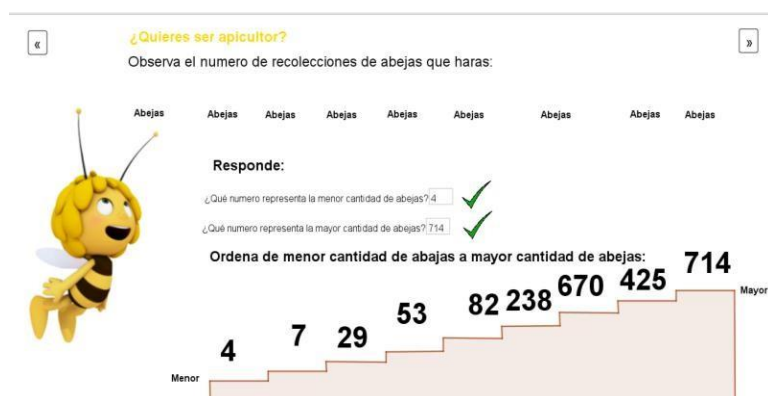 «
»
¿Quieres ser apicultor?
Observa el numero de recolecciones de abejas que haras:
Abejas Abejas Abejas Abejas Abejas Abejas Abejas Abejas Abejas
Responde:
¿Qué numero representa la menor cantidad de abejas? 4
¿Qué numero representa la mayor cantidad de abejas? 714
Ordena de menor cantidad de abajas a mayor cantidad de abejas:
Menor 4 7 29 53 82 238 670 425 714 Mayor